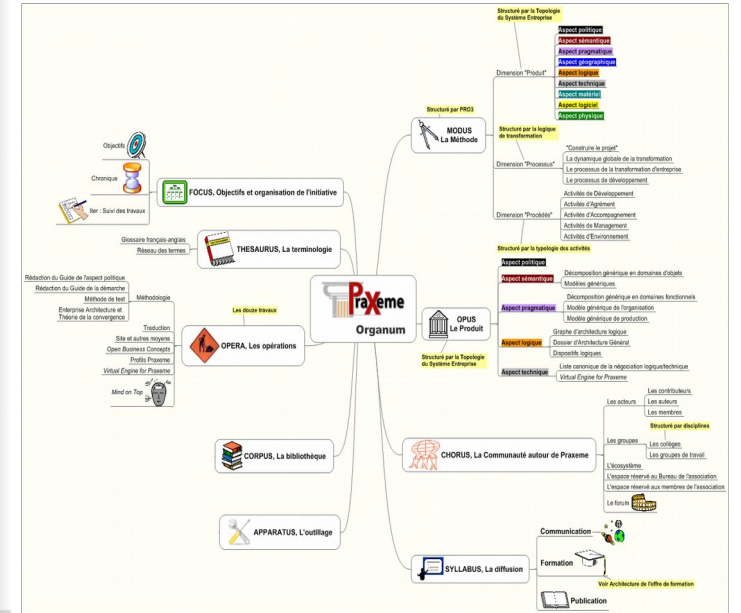 Structuré par la Topologie
du Système Entreprise
Aspect politique
Aspect sémantique
Aspect pragmatique
Aspect géographique
Dimension "Produit"
Aspect logique
Aspect technique
Aspect matériel
Aspect logiciel
Aspect physique
Structuré par PRO3
MODUS
La Méthode
Structuré par la logique
de transformation
"Construire le projet"
La dynamique globale de la transformation
Dimension "Processus"
Le processus de la transformation d'entreprise
Le processus de développement
Activités de Développement
Activités d'Agrément
Dimension "Procédés"
Activités d'Accompagnement
Activités de Management
Activités d'Environnement
Structuré par la typologie des activités
Objectifs
Chronique
Iter : Suivi des travaux
FOCUS, Objectifs et organisation de l'initiative
Glossaire français-anglais
Réseau des termes
THESAURUS, La terminologie
Rédaction du Guide de l'aspect politique
Rédaction du Guide de la démarche
Méthode de test
Enterprise Architecture et
Théorie de la convergence
Méthodologie
Traduction
Site et autres moyens
Open Business Concepts
Profils Praxeme
Virtual Engine for Praxeme
Mind on Top
Les douze travaux
OPERA, Les opérations
PraXeme
Organum
Aspect politique
Aspect sémantique
Décomposition générique en domaines d'objets
Modèles génériques
Aspect pragmatique
Décomposition générique en domaines fonctionnels
Modèle générique de l'organisation
Modèle générique de production
OPUS
Le Produit
Structuré par la Topologie
du Système Entreprise
Aspect logique
Graphe d'architecture logique
Dossier d'Architecture Général
Dispositifs logiques
Aspect technique
Liste canonique de la négociation logique/technique
Virtual Engine for Praxeme
CORPUS, La bibliothèque
APPARATUS, L'outillage
CHORUS, La Communauté autour de Praxeme
Les acteurs
Les contributeurs
Les auteurs
Les membres
Structuré par disciplines
Les groupes
Les collèges
Les groupes de travail
L'écosystème
L'espace réservé au Bureau de l'association
L'espace réservé aux membres de l'association
Le forum
SYLLABUS, La diffusion
Communication
Formation
Voir Architecture de l'offre de formation
Publication